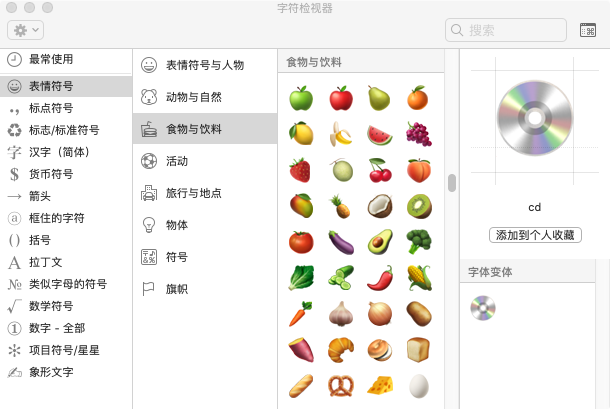 字符检视器
搜索
最常使用
表情符号
标点符号
标志/标准符号
汉字（简体）
货币符号
箭头
框住的字符
括号
拉丁文
类似字母的符号
数学符号
数字 - 全部
项目符号/星星
象形文字
表情符号与人物
动物与自然
食物与饮料
活动
旅行与地点
物体
符号
旗帜
食物与饮料
cd
添加到个人收藏
字体变体